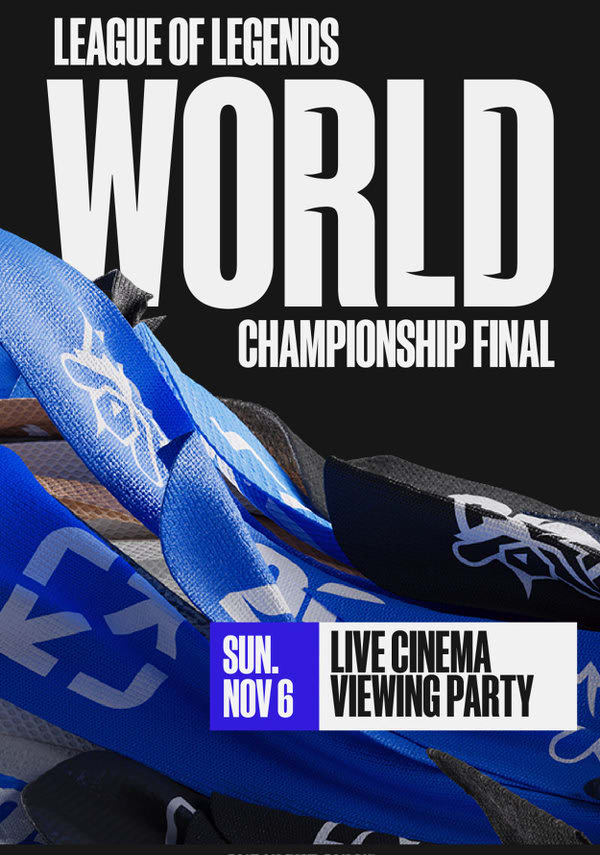 LEAGUE OF LEGENDS
WORLD
CHAMPIONSHIP FINAL
SUN.
NOV 6
LIVE CINEMA
VIEWING PARTY